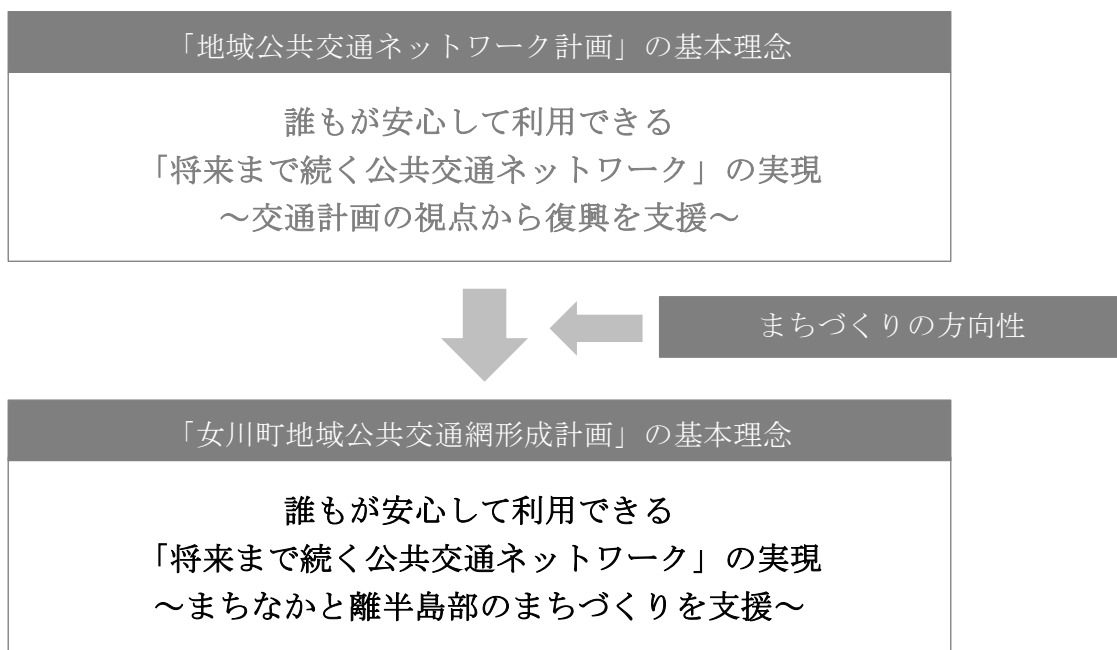 「地域公共交通ネットワーク計画」の基本理念
誰もが安心して利用できる
「将来まで続く公共交通ネットワーク」の実現
～交通計画の視点から復興を支援～
まちづくりの方向性
「女川町地域公共交通網形成計画」の基本理念
誰もが安心して利用できる
「将来まで続く公共交通ネットワーク」の実現
～まちなかと離半島部のまちづくりを支援～